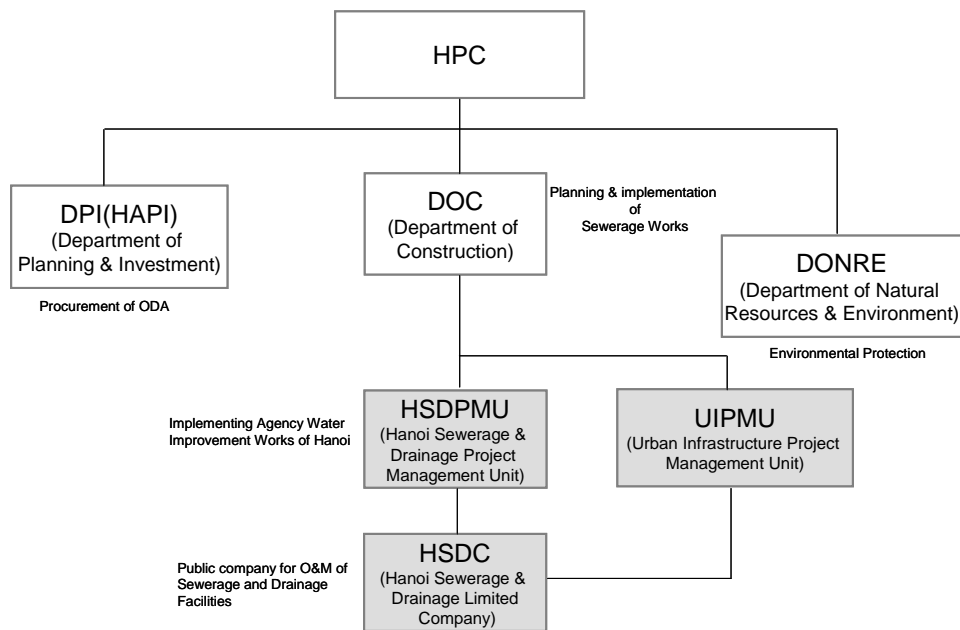 HPC
DPI(HAPI)
(Department of
Planning & Investment)
Procurement of ODA
DOC
(Department of
Construction)
Planning & implementation
of
Sewerage Works
DONRE
(Department of Natural
Resources & Environment)
Environmental Protection
Implementing Agency Water
Improvement Works of Hanoi
HSDPMU
(Hanoi Sewerage &
Drainage Project
Management Unit)
UIPMU
(Urban Infrastructure Project
Management Unit)
Public company for O&M of
Sewerage and Drainage
Facilities
HSDC
(Hanoi Sewerage &
Drainage Limited
Company)